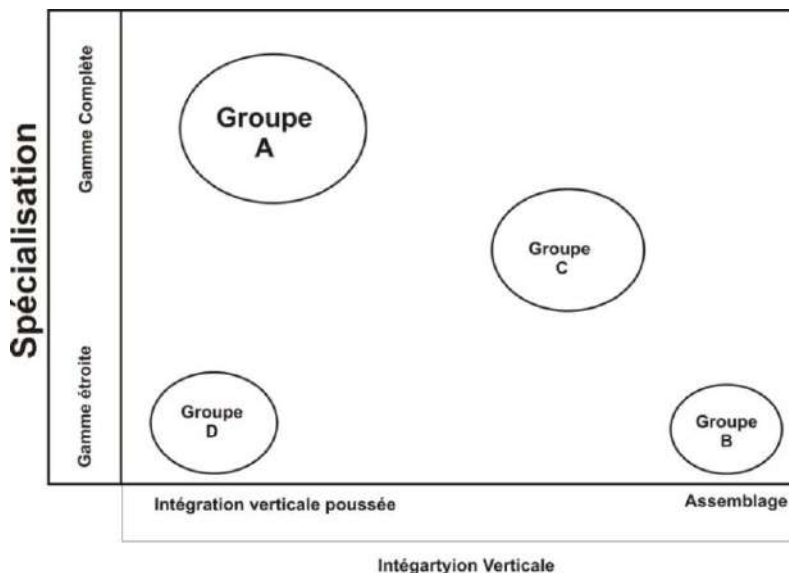 Spécialisation
Gamme Complète
Gamme étroite
Groupe
A
Groupe
C
Groupe
D
Groupe
B
Intégration verticale poussée
Assemblage
Intégartyion Verticale